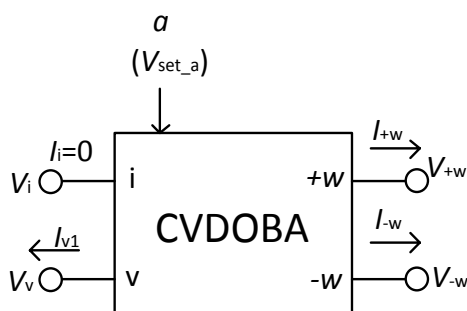 a
(Vset_a)
Ii=0
I+w
Vi
i
+w
V+w
CVDOBA
Iv1
I-w
Vv
v
-w
V-w